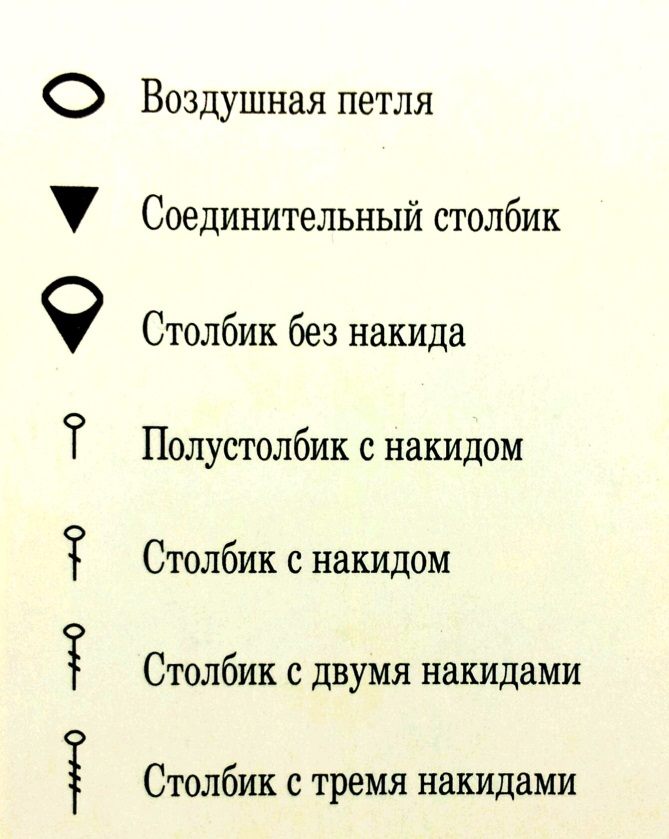 Воздушная петля
Соединительный столбик
Столбик без накида
Полустолбик с накидом
Столбик с накидом
Столбик с двумя накидами
Столбик с тремя накидами